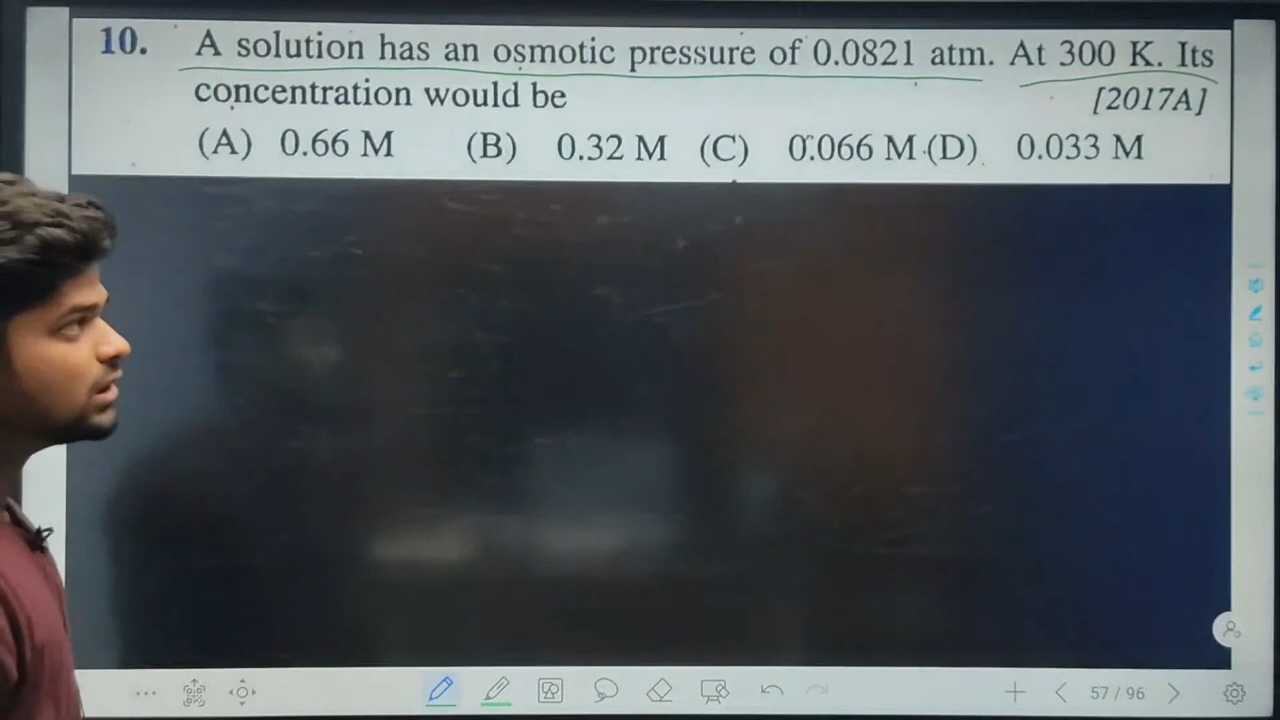 10. A solution has an osmotic pressure of 0.0821 atm. At 300 K. Its
concentration would be [2017A]
(A) 0.66 M (B) 0.32 M (C) 0.066 M (D) 0.033 M
57 / 96